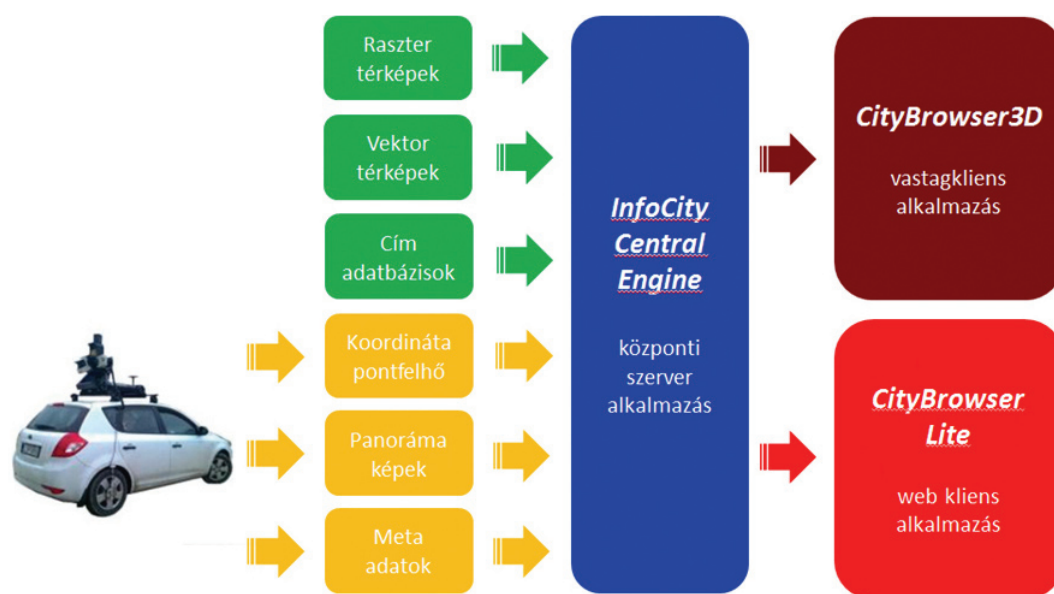 Raszter
térképek
Vektor
térképek
Cím
adatbázisok
Koordináta
pontfelhő
Panoráma
képek
Meta
adatok
InfoCity
Central
Engine
központi
szerver
alkalmazás
CityBrowser3D
vastagkliens
alkalmazás
CityBrowser
Lite
web kliens
alkalmazás